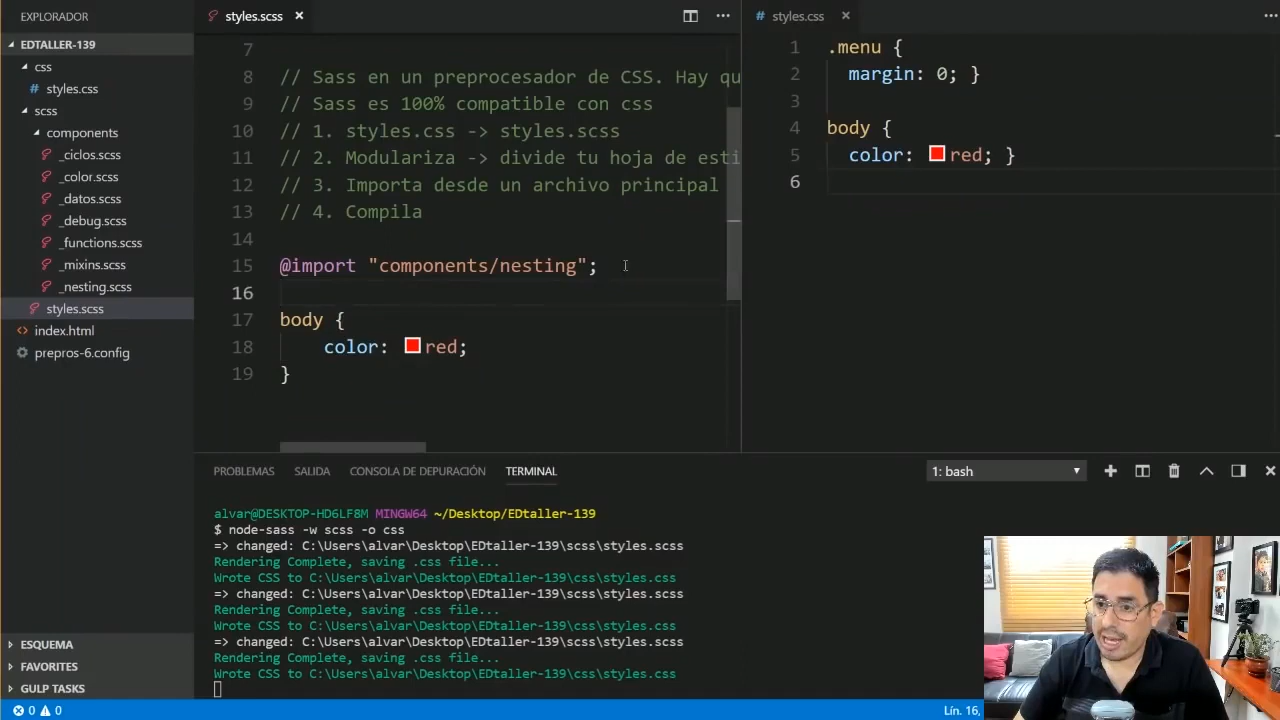 EXPLORADOR
EDTALLER-139
css
styles.css
scss
components
_ciclos.scss
_color.scss
_datos.scss
_debug.scss
_functions.scss
_mixins.scss
_nesting.scss
styles.scss
index.html
prepros-6.config
ESQUEMA
FAVORITES
GULP TASKS
styles.scss
7
8 // Sass en un preprocesador de CSS. Hay qu
9 // Sass es 100% compatible con css
10 // 1. styles.css -> styles.scss
11 // 2. Modulariza -> divide tu hoja de esti
12 // 3. Importa desde un archivo principal
13 // 4. Compila
14
15 @import "components/nesting";
16
17 body {
18 color: red;
19 }
styles.css
1 .menu {
2 margin: 0; }
3
4 body {
5 color: red; }
6
PROBLEMAS SALIDA CONSOLA DE DEPURACIÓN TERMINAL
1: bash
alvar@DESKTOP-HD6LF8M MINGW64 ~/Desktop/EDtaller-139
$ node-sass -w scss -o css
=> changed: C:\Users\alvar\Desktop\EDtaller-139\scss\styles.scss
Rendering Complete, saving .css file...
Wrote CSS to C:\Users\alvar\Desktop\EDtaller-139\css\styles.css
=> changed: C:\Users\alvar\Desktop\EDtaller-139\scss\styles.scss
Rendering Complete, saving .css file...
Wrote CSS to C:\Users\alvar\Desktop\EDtaller-139\css\styles.css
=> changed: C:\Users\alvar\Desktop\EDtaller-139\scss\styles.scss
Rendering Complete, saving .css file...
Wrote CSS to C:\Users\alvar\Desktop\EDtaller-139\css\styles.css
0 0
Lín. 16,